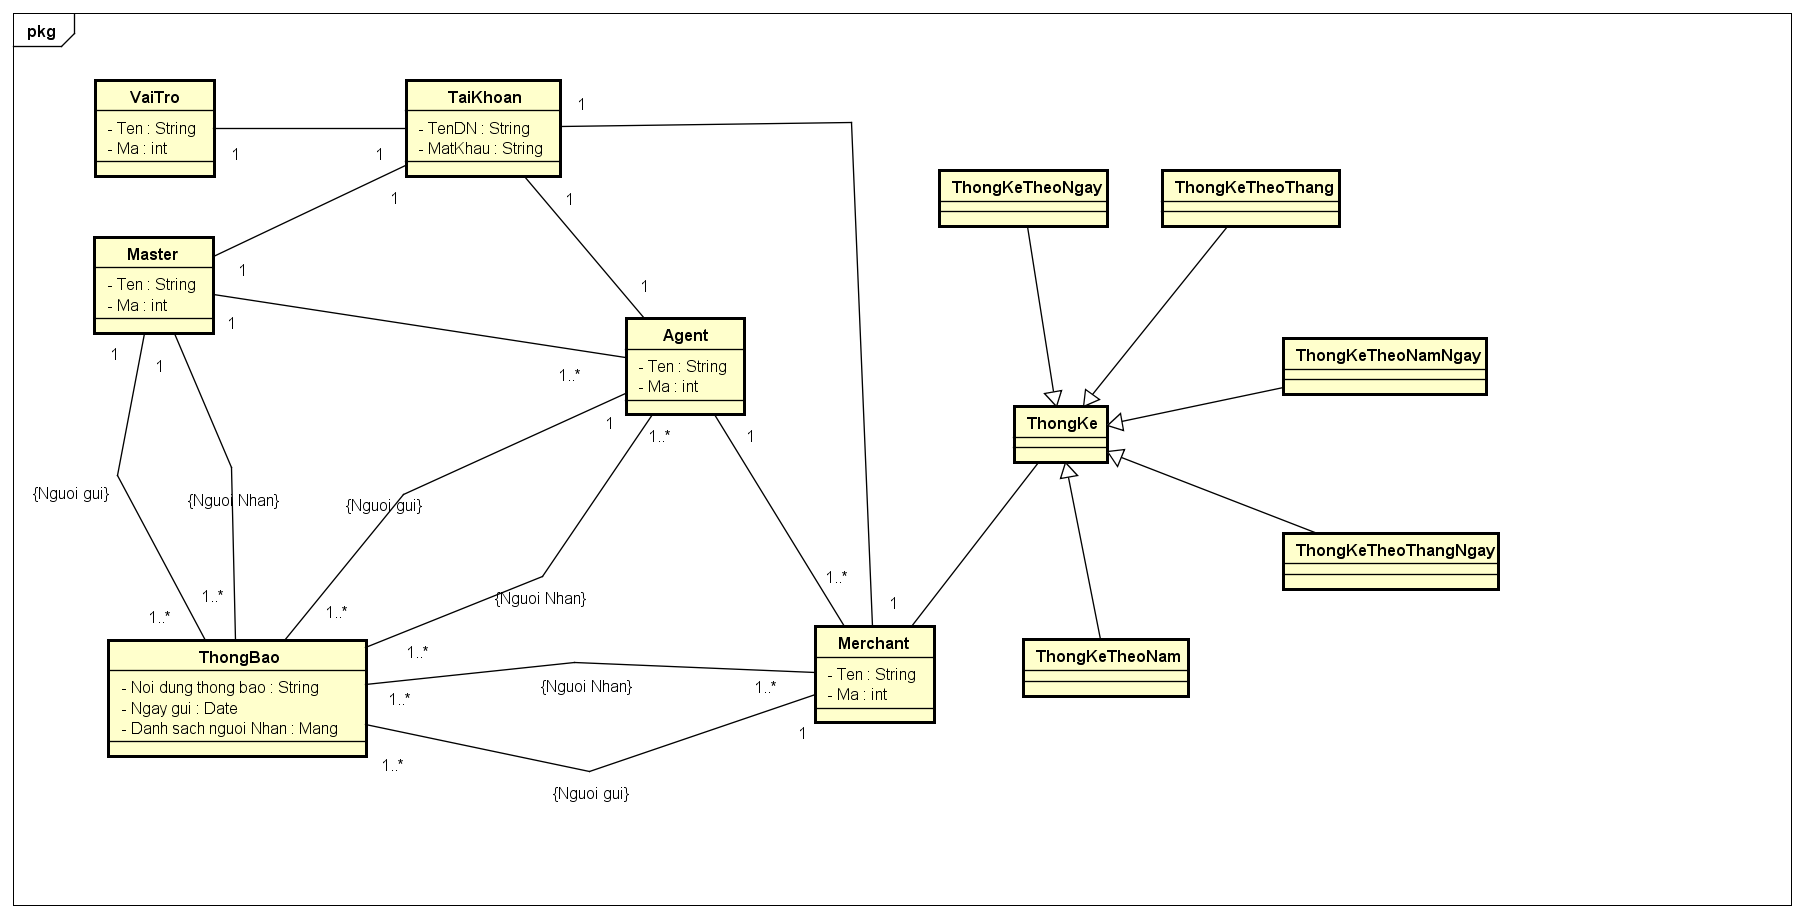 pkg
VaiTro
- Ten : String
- Ma : int
TaiKhoan
- TenDN : String
- MatKhau : String
1
1
1
1
1
ThongKeTheoNgay
ThongKeTheoThang
Master
- Ten : String
- Ma : int
1
1
1
Agent
- Ten : String
- Ma : int
1..*
1
1
1
1..*
1
ThongKeTheoNamNgay
ThongKe
{Nguoi gui}
{Nguoi Nhan}
{Nguoi gui}
{Nguoi Nhan}
ThongKeTheoThangNgay
1..*
1..*
1..*
1..*
1..*
1
ThongBao
- Noi dung thong bao : String
- Ngay gui : Date
- Danh sach nguoi Nhan : Mang
Merchant
- Ten : String
- Ma : int
ThongKeTheoNam
1..*
{Nguoi Nhan}
1..*
1..*
{Nguoi gui}
1